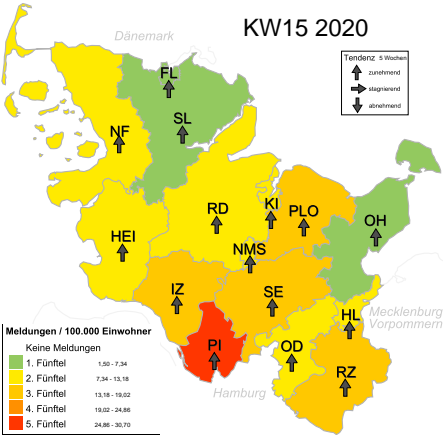 KW15 2020
Dänemark
Tendenz 5 Wochen
zunehmend
stagnierend
abnehmend
FL
SL
NF
RD
KI
PLO
OH
HEI
NMS
IZ
SE
HL
Mecklenburg
Vorpommern
PI
OD
RZ
Hamburg
Meldungen / 100.000 Einwohner
Keine Meldungen
1. Fünftel 1,50 - 7,34
2. Fünftel 7,34 - 13,18
3. Fünftel 13,18 - 19,02
4. Fünftel 19,02 - 24,86
5. Fünftel 24,86 - 30,70